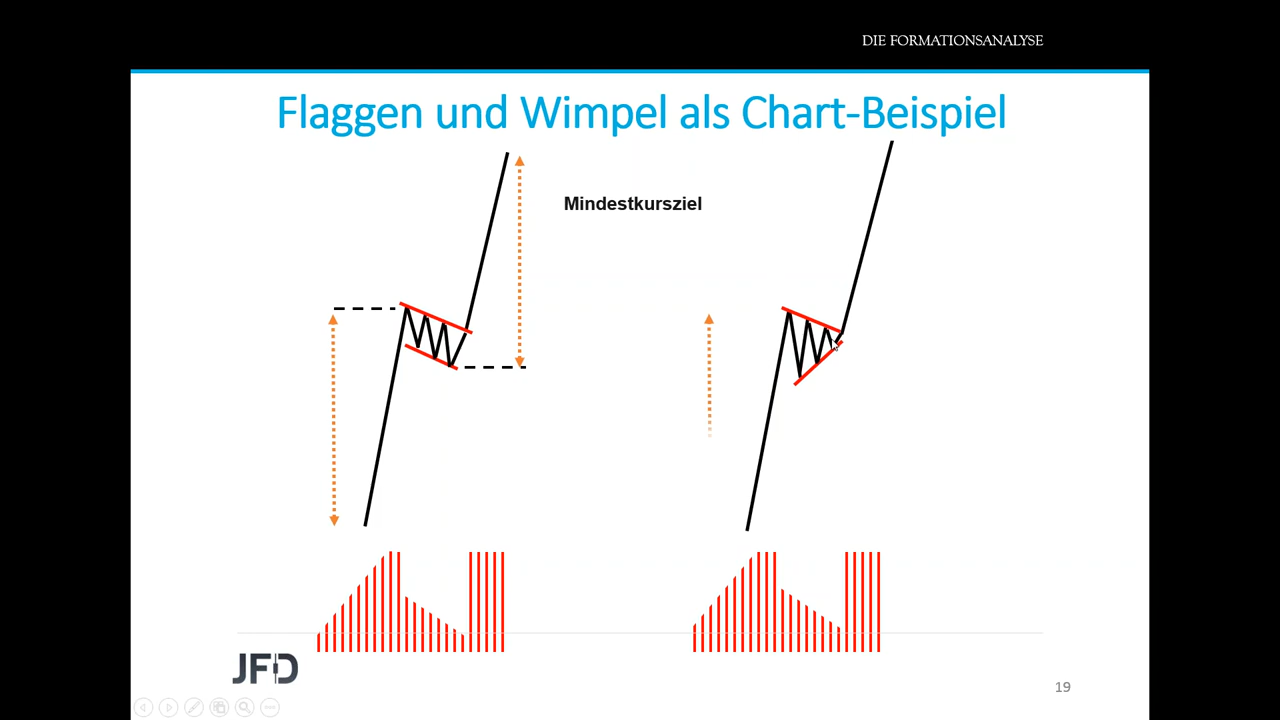 DIE FORMATIONSANALYSE
Flaggen und Wimpel als Chart-Beispiel
Mindestkursziel
JFD
19